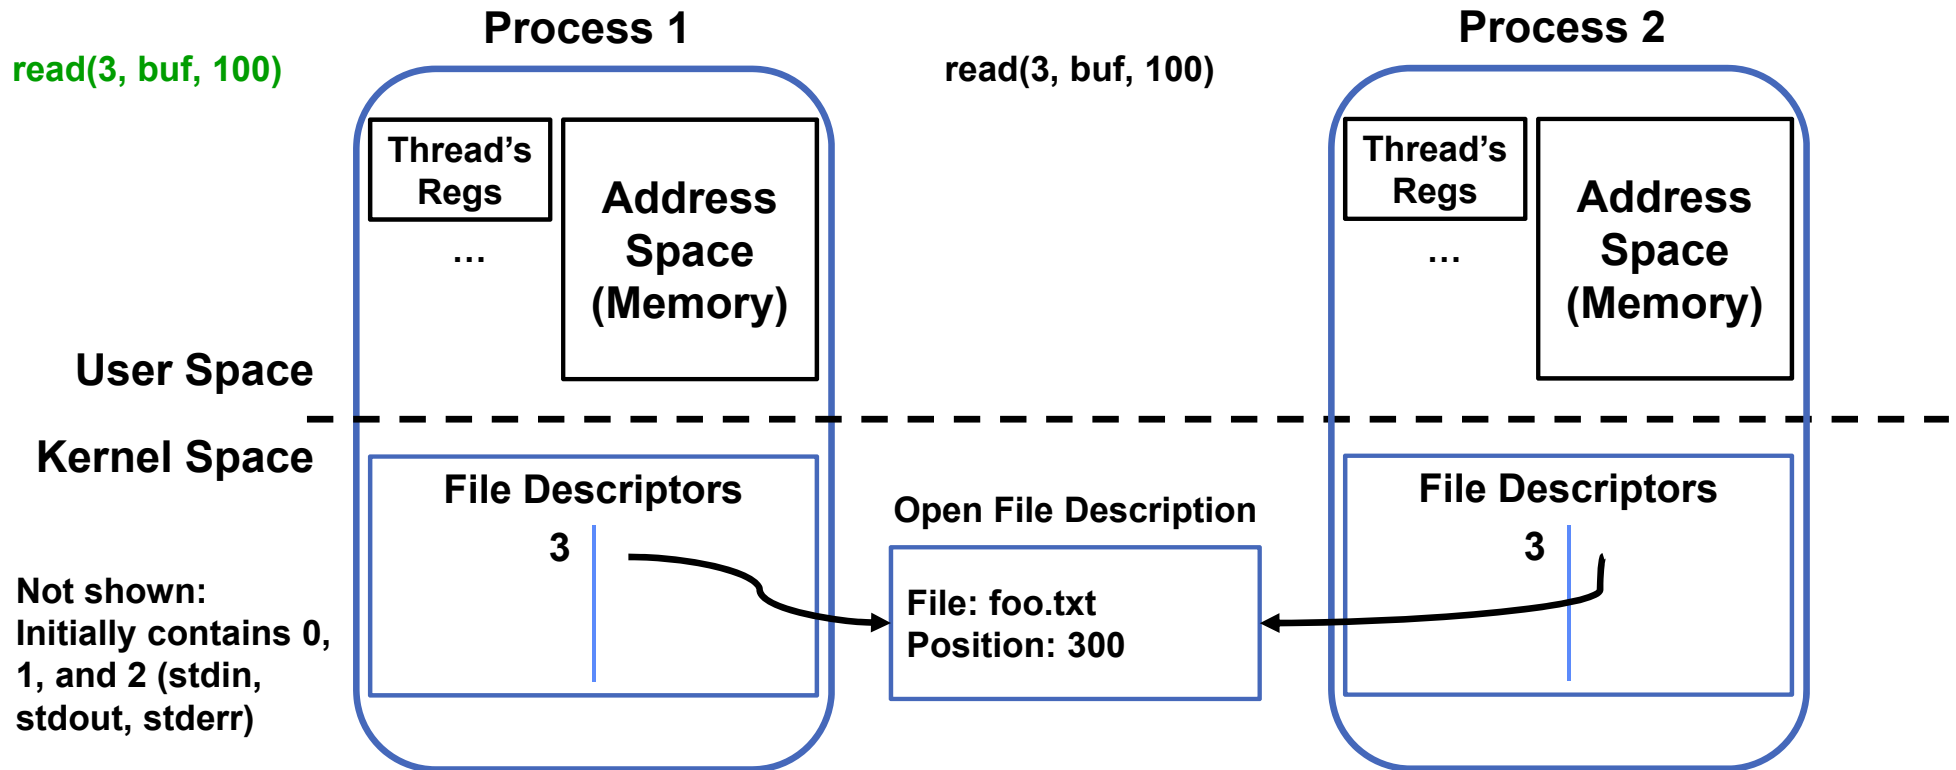 Process 1
Process 2
read(3, buf, 100)
read(3, buf, 100)
Thread’s
Regs
…
Address
Space
(Memory)
Thread’s
Regs
…
Address
Space
(Memory)
User Space
Kernel Space
File Descriptors
3
Open File Description
File: foo.txt
Position: 300
File Descriptors
3
Not shown:
Initially contains 0,
1, and 2 (stdin,
stdout, stderr)